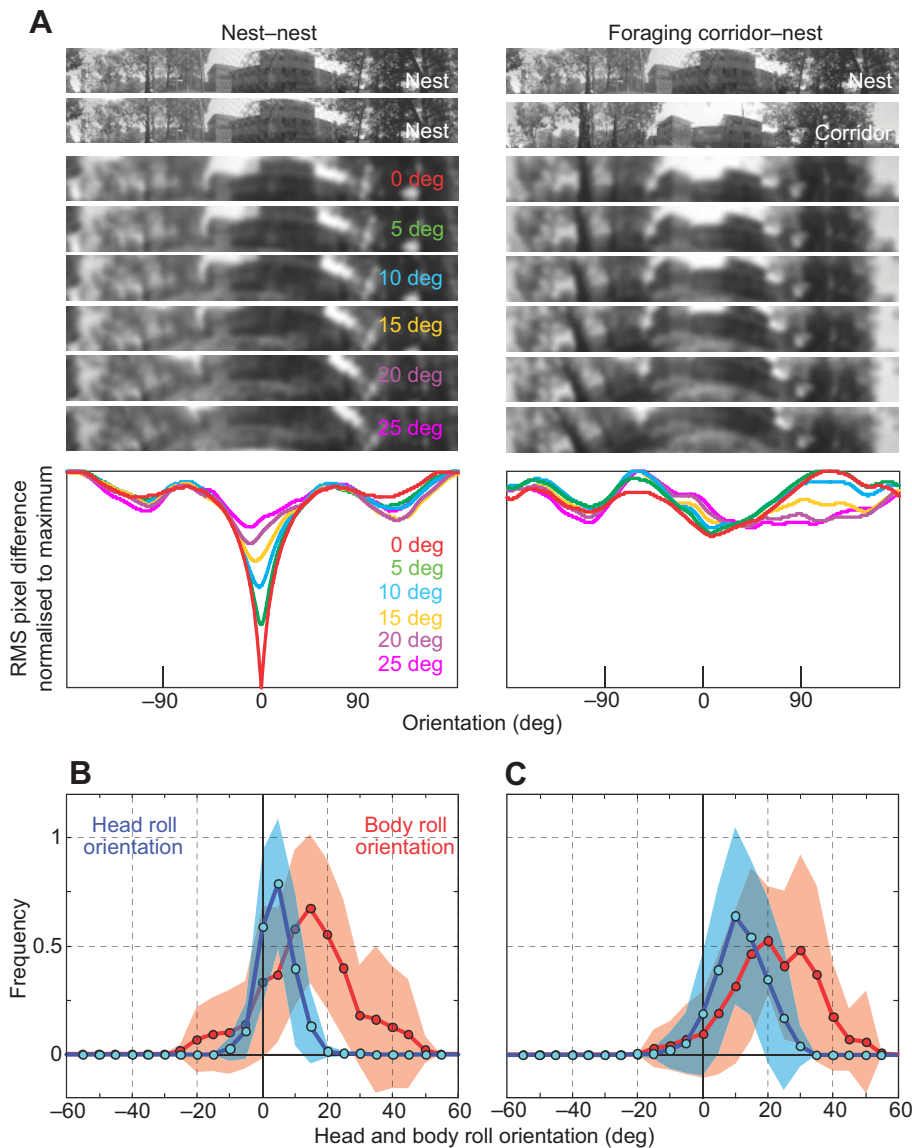 A
Nest–nest
Foraging corridor–nest
Nest
Nest
Nest
Corridor
0 deg
5 deg
10 deg
15 deg
20 deg
25 deg
RMS pixel difference
normalised to maximum
0 deg
5 deg
10 deg
15 deg
20 deg
25 deg
–90 0 90
–90 0 90
Orientation (deg)
B
C
Head roll
orientation
Body roll
orientation
Frequency
1
0.5
0
–60 –40 –20 0 20 40 60
–60 –40 –20 0 20 40 60
Head and body roll orientation (deg)